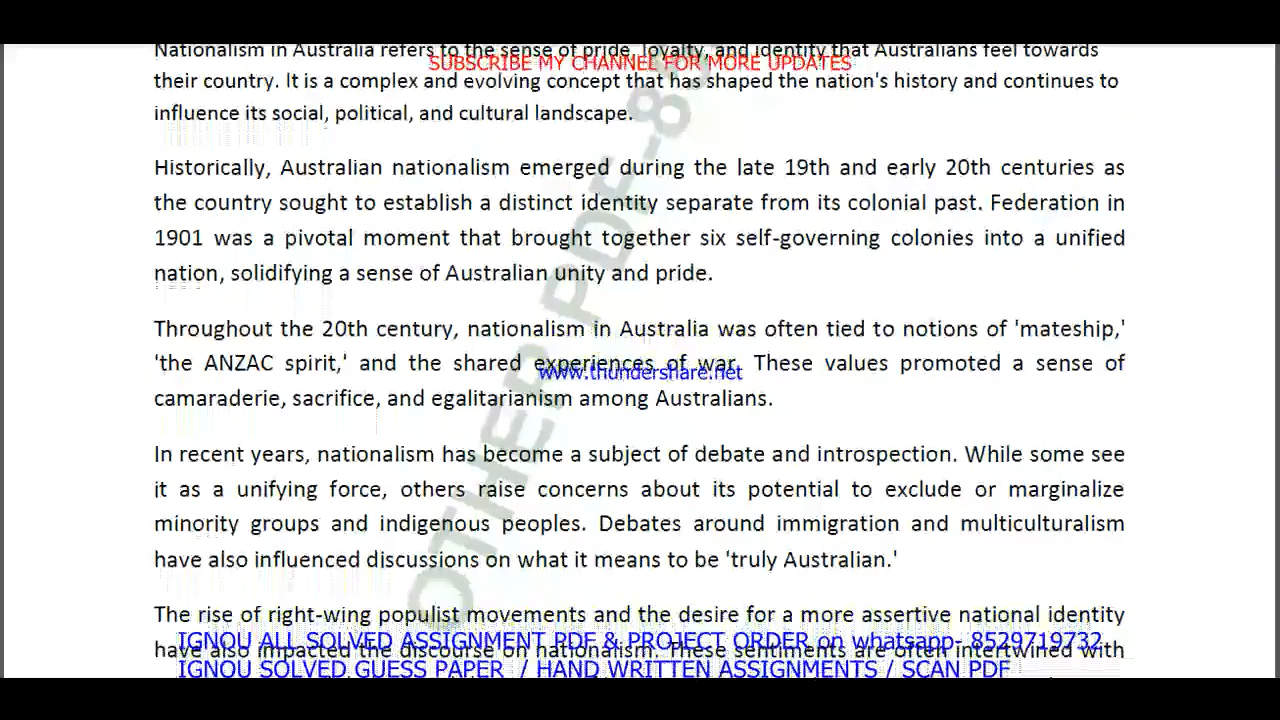 Nationalism in Australia refers to the sense of pride, loyalty, and identity that Australians feel towards
SUBSCRIBE MY CHANNEL FOR MORE UPDATES
their country. It is a complex and evolving concept that has shaped the nation's history and continues to
influence its social, political, and cultural landscape.
Historically, Australian nationalism emerged during the late 19th and early 20th centuries as
the country sought to establish a distinct identity separate from its colonial past. Federation in
1901 was a pivotal moment that brought together six self-governing colonies into a unified
nation, solidifying a sense of Australian unity and pride.
Throughout the 20th century, nationalism in Australia was often tied to notions of 'mateship,'
'the ANZAC spirit,' and the shared experiences of war. These values promoted a sense of
www.thundershare.net
camaraderie, sacrifice, and egalitarianism among Australians.
In recent years, nationalism has become a subject of debate and introspection. While some see
it as a unifying force, others raise concerns about its potential to exclude or marginalize
minority groups and indigenous peoples. Debates around immigration and multiculturalism
have also influenced discussions on what it means to be 'truly Australian.'
The rise of right-wing populist movements and the desire for a more assertive national identity
IGNOU ALL SOLVED ASSIGNMENT PDF & PROJECT ORDER on whatsapp- 8529719732
have also impacted the discourse on nationalism. These sentiments are often intertwined with
IGNOU SOLVED GUESS PAPER / HAND WRITTEN ASSIGNMENTS / SCAN PDF
OTHER PDF-8